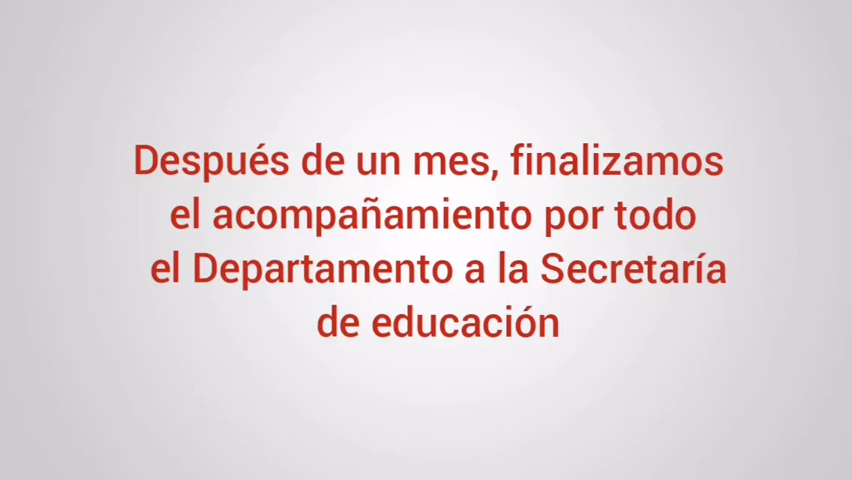 Después de un mes, finalizamos
el acompañamiento por todo
el Departamento a la Secretaría
de educación